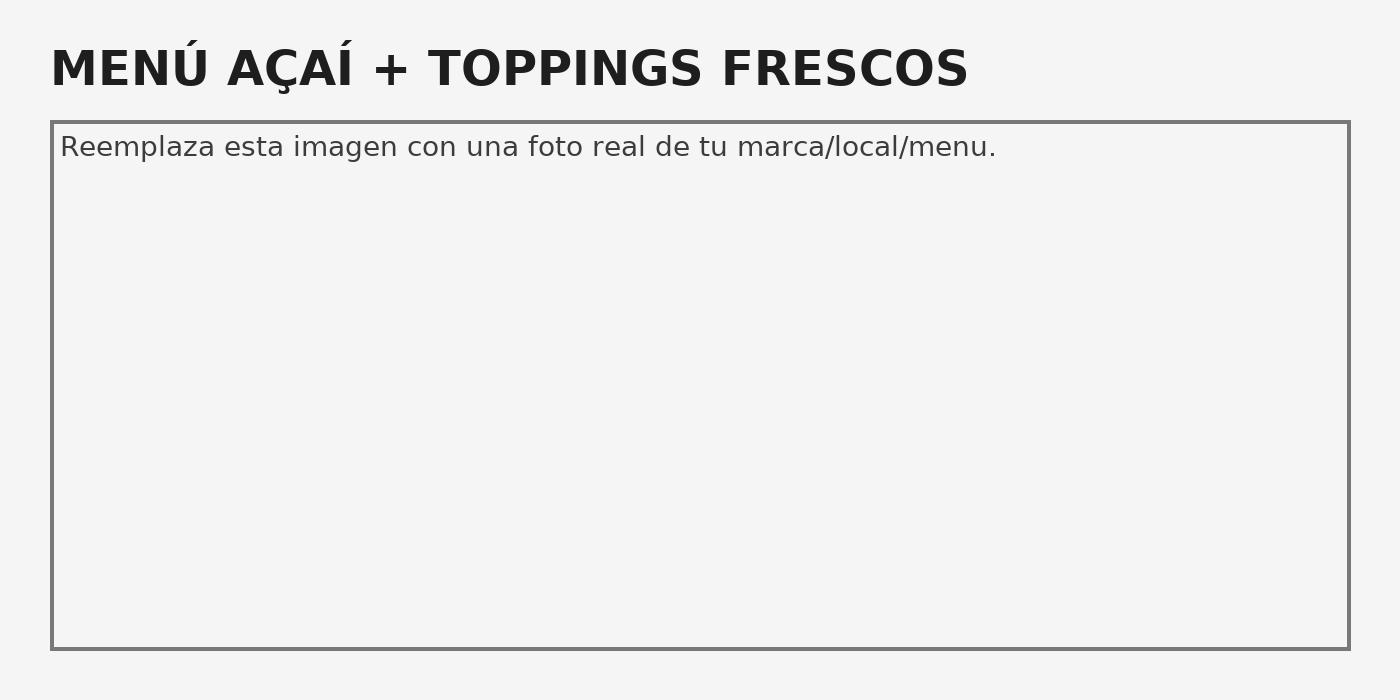 MENÚ AÇAÍ + TOPPINGS FRESCOS
Reemplaza esta imagen con una foto real de tu marca/local/menu.